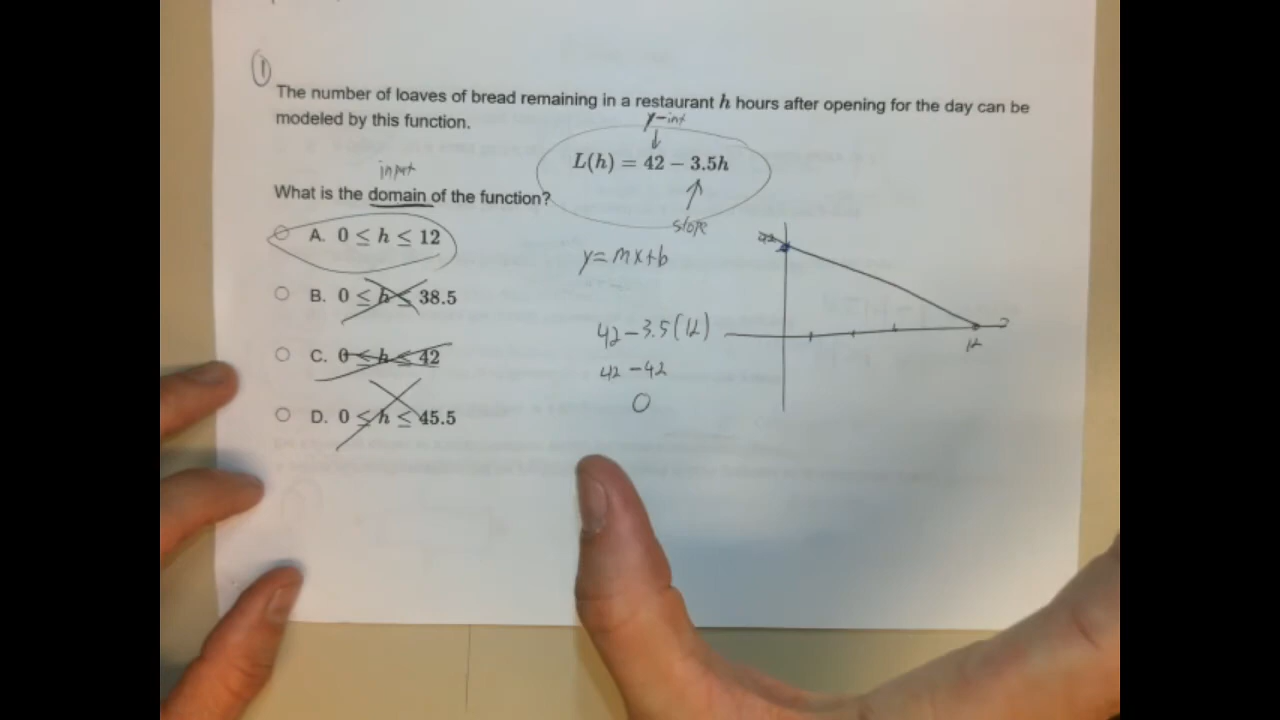 ①
The number of loaves of bread remaining in a restaurant h hours after opening for the day can be
modeled by this function.
y-int
L(h) = 42 − 3.5h
input
What is the domain of the function?
slope
A. 0 ≤ h ≤ 12
B. 0 ≤ h ≤ 38.5
C. 0 ≤ h ≤ 42
D. 0 ≤ h ≤ 45.5
y=mx+b
42−3.5(12)
42−42
0
42
12